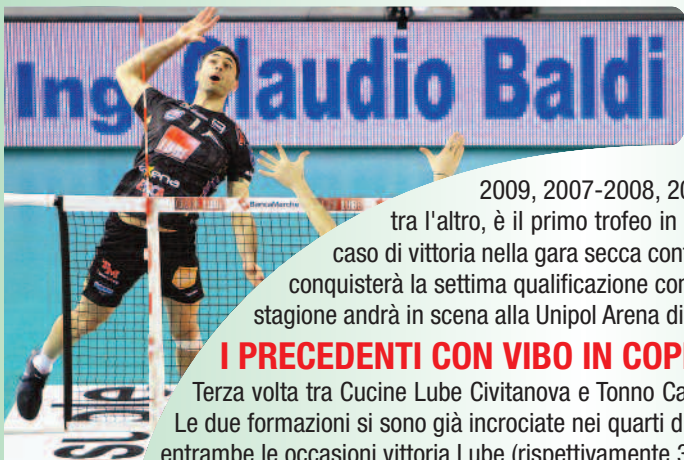 Ing. Claudio Baldi
BancaMarche
2009, 2007-2008, 20
tra l'altro, è il primo trofeo in
caso di vittoria nella gara secca con
conquisterà la settima qualificazione con
stagione andrà in scena alla Unipol Arena di
I PRECEDENTI CON VIBO IN COP
Terza volta tra Cucine Lube Civitanova e Tonno Ca
Le due formazioni si sono già incrociate nei quarti d
entrambe le occasioni vittoria Lube (rispettivamente 3